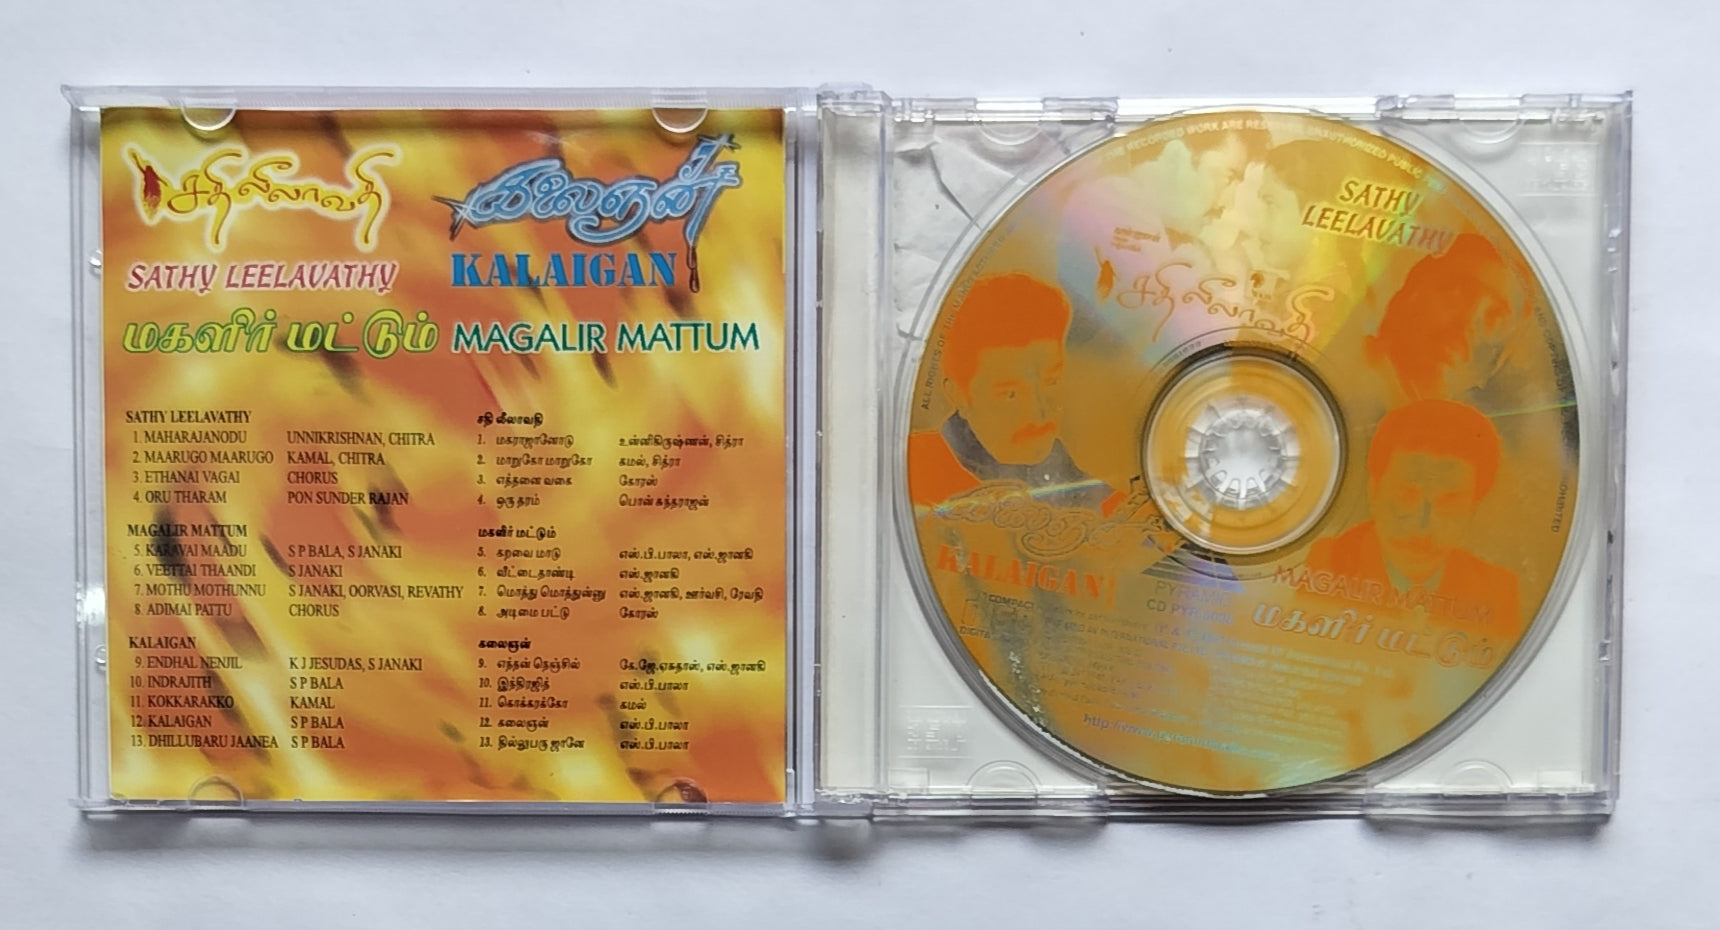 சதி லீலாவதி
கலைஞன்
SATHY LEELAVATHY
KALAIGAN
மகளிர் மட்டும் MAGALIR MATTUM
SATHY LEELAVATHY
1. MAHARAJANODU UNNIKRISHNAN, CHITRA
2. MAARUGO MAARUGO KAMAL, CHITRA
3. ETHANAI VAGAI CHORUS
4. ORU THARAM PON SUNDER RAJAN
MAGALIR MATTUM
5. KARAVAI MAADU S P BALA, S JANAKI
6. VEETTAI THAANDI S JANAKI
7. MOTHU MOTHUNNU S JANAKI, OORVASI, REVATHY
8. ADIMAI PATTU CHORUS
KALAIGAN
9. ENDHAL NENJIL K J JESUDAS, S JANAKI
10. INDRAJITH S P BALA
11. KOKKARAKKO KAMAL
12. KALAIGAN S P BALA
13. DHILLUBARU JAANEA S P BALA
சதி லீலாவதி
1. மகராஜானோடு உன்னிகிருஷ்ணன், சித்ரா
2. மாறுகோ மாறுகோ கமல், சித்ரா
3. எத்தனை வகை கோரஸ்
4. ஒரு தரம் பொன் சுந்தரராஜன்
மகளிர் மட்டும்
5. கறவை மாடு எஸ்.பி.பாலா, எஸ்.ஜானகி
6. வீட்டைதாண்டி எஸ்.ஜானகி
7. மொத்து மொத்துன்னு எஸ்.ஜானகி, ஊர்வசி, ரேவதி
8. அடிமை பட்டு கோரஸ்
கலைஞன்
9. எந்தன் நெஞ்சில் கே.ஜே.ஏசுதாஸ், எஸ்.ஜானகி
10. இந்திரஜித் எஸ்.பி.பாலா
11. கொக்கரக்கோ கமல்
12. கலைஞன் எஸ்.பி.பாலா
13. தில்லுபரு ஜானே எஸ்.பி.பாலா
SATHY
LEELAVATHY
சதி லீலாவதி
கலைஞன்
KALAIGAN
MAGALIR MATTUM
மகளிர் மட்டும்
PYRAMID